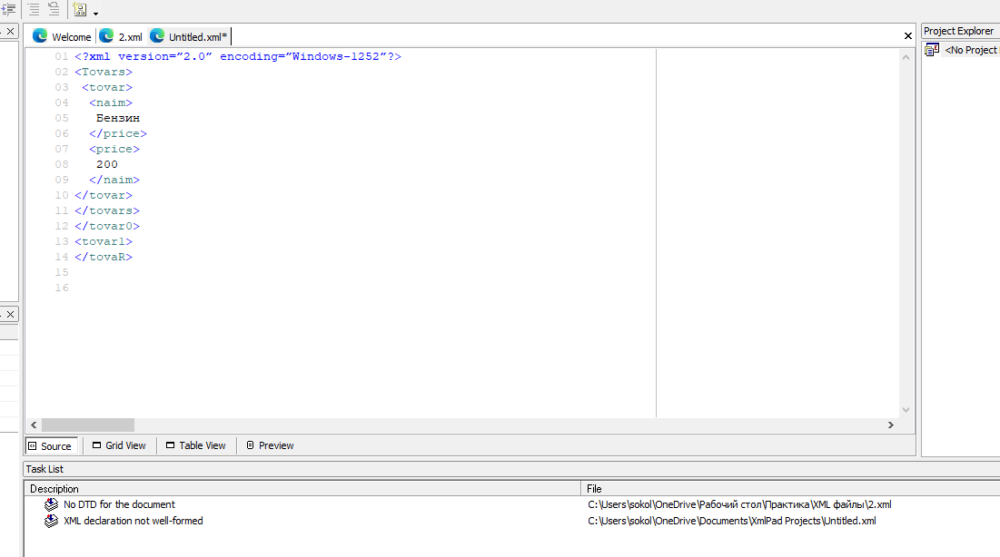 Welcome 2.xml Untitled.xml*
Project Explorer
<No Project
01 <?xml version=”2.0” encoding=”Windows-1252”?>
02 <Tovars>
03 <tovar>
04 <naim>
05 Бензин
06 </price>
07 <price>
08 200
09 </naim>
10 </tovar>
11 </tovars>
12 </tovar0>
13 <tovar1>
14 </tovaR>
15
16
Source Grid View Table View Preview
Task List
Description File
No DTD for the document C:\Users\sokol\OneDrive\Рабочий стол\Практика\XML файлы\2.xml
XML declaration not well-formed C:\Users\sokol\OneDrive\Documents\XmlPad Projects\Untitled.xml